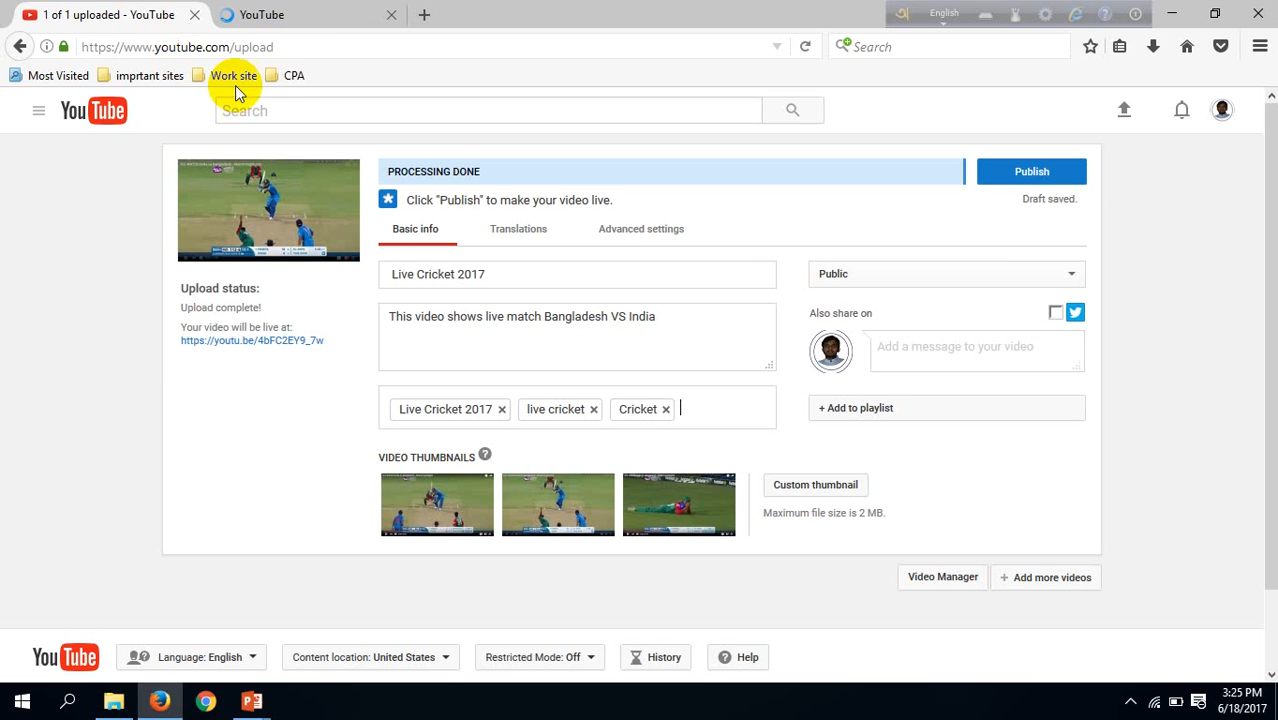 1 of 1 uploaded - YouTube
YouTube
English
https://www.youtube.com/upload
Search
Most Visited
imprtant sites
Work site
CPA
YouTube
Search
PROCESSING DONE
Publish
Click "Publish" to make your video live.
Draft saved.
Basic info
Translations
Advanced settings
Live Cricket 2017
Public
Upload status:
Upload complete!
Your video will be live at:
https://youtu.be/4bFC2EY9_7w
This video shows live match Bangladesh VS India
Also share on
Add a message to your video
Live Cricket 2017
live cricket
Cricket
+ Add to playlist
VIDEO THUMBNAILS
Custom thumbnail
Maximum file size is 2 MB.
Video Manager
+ Add more videos
YouTube
Language: English
Content location: United States
Restricted Mode: Off
History
Help
3:25 PM
6/18/2017